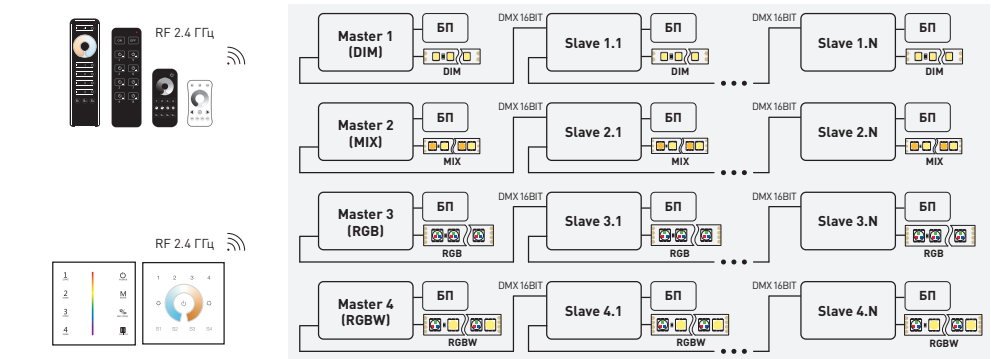 RF 2.4 ГГц
DMX 16BIT
DMX 16BIT
Master 1
(DIM)
БП
DIM
Slave 1.1
БП
DIM
Slave 1.N
БП
DIM
DMX 16BIT
DMX 16BIT
Master 2
(MIX)
БП
MIX
Slave 2.1
БП
MIX
Slave 2.N
БП
MIX
RF 2.4 ГГц
DMX 16BIT
DMX 16BIT
Master 3
(RGB)
БП
RGB
Slave 3.1
БП
RGB
Slave 3.N
БП
RGB
1
2
3
4
M
%
1 2 3 4
S1 S2 S3 S4
DMX 16BIT
DMX 16BIT
Master 4
(RGBW)
БП
RGBW
Slave 4.1
БП
RGBW
Slave 4.N
БП
RGBW